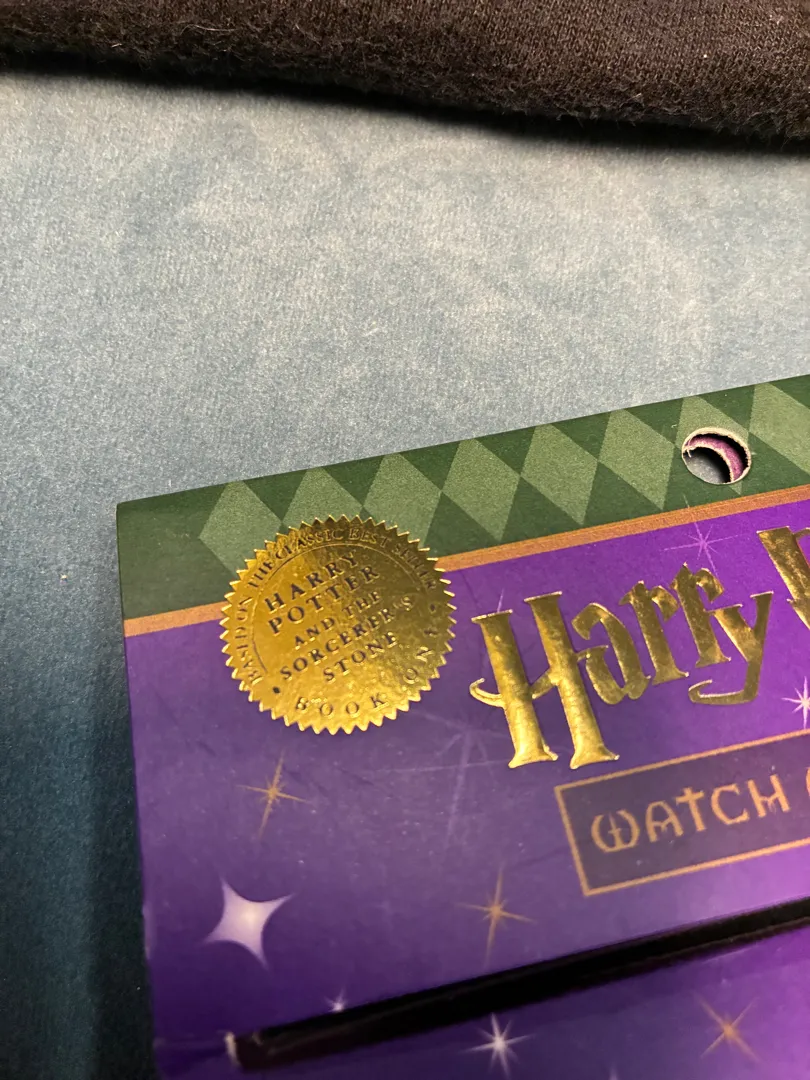 BASED ON THE CLASSIC BEST SELLER
HARRY
POTTER
AND THE
SORCERER'S
STONE
BOOK ONE
Harry
WATCH